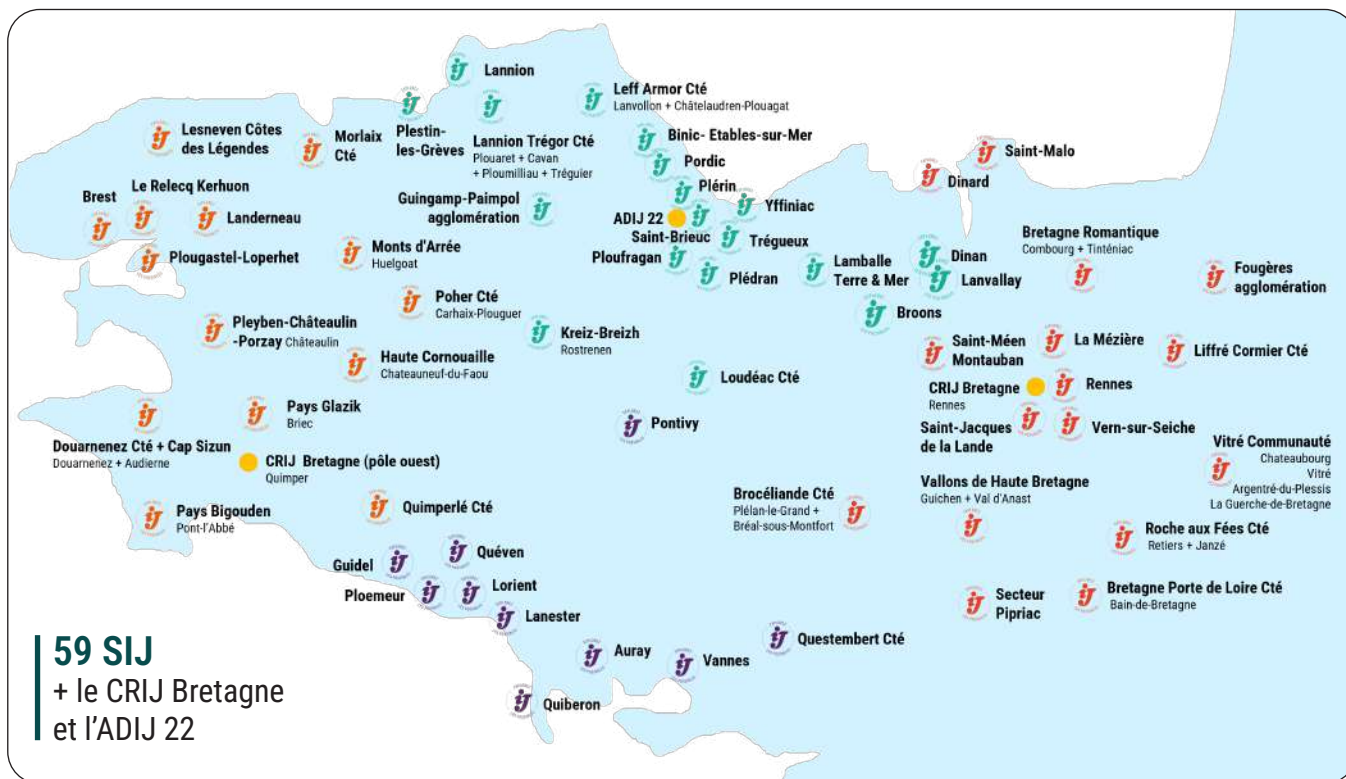 Lannion
Leff Armor Cté
Lanvollon + Châtelaudren-Plouagat
Lesneven Côtes
des Légendes
Morlaix
Cté
Plestin-
les-Grèves
Lannion Trégor Cté
Plouaret + Cavan
+ Ploumilliau + Tréguier
Binic- Etables-sur-Mer
Pordic
Saint-Malo
Dinard
Brest
Le Relecq Kerhuon
Landerneau
Guingamp-Paimpol
agglomération
Plérin
ADIJ 22
Saint-Brieuc
Yffiniac
Trégueux
Plougastel-Loperhet
Monts d'Arrée
Huelgoat
Ploufragan
Plédran
Lamballe
Terre & Mer
Dinan
Lanvallay
Bretagne Romantique
Combourg + Tinténiac
Fougères
agglomération
Poher Cté
Carhaix-Plouguer
Broons
Pleyben-Châteaulin
-Porzay Châteaulin
Kreiz-Breizh
Rostrenen
Haute Cornouaille
Chateauneuf-du-Faou
Saint-Méen
Montauban
La Mézière
Liffré Cormier Cté
Loudéac Cté
CRIJ Bretagne
Rennes
Rennes
Pays Glazik
Briec
Pontivy
Saint-Jacques
de la Lande
Vern-sur-Seiche
Douarnenez Cté + Cap Sizun
Douarnenez + Audierne
CRIJ Bretagne (pôle ouest)
Quimper
Vitré Communauté
Chateaubourg
Vitré
Argentré-du-Plessis
La Guerche-de-Bretagne
Brocéliande Cté
Plélan-le-Grand +
Bréal-sous-Montfort
Vallons de Haute Bretagne
Guichen + Val d'Anast
Pays Bigouden
Pont-l'Abbé
Quimperlé Cté
Roche aux Fées Cté
Retiers + Janzé
Guidel
Quéven
Ploemeur
Lorient
Lanester
Secteur
Pipriac
Bretagne Porte de Loire Cté
Bain-de-Bretagne
Questembert Cté
Auray
Vannes
Quiberon
59 SIJ
+ le CRIJ Bretagne
et l'ADIJ 22